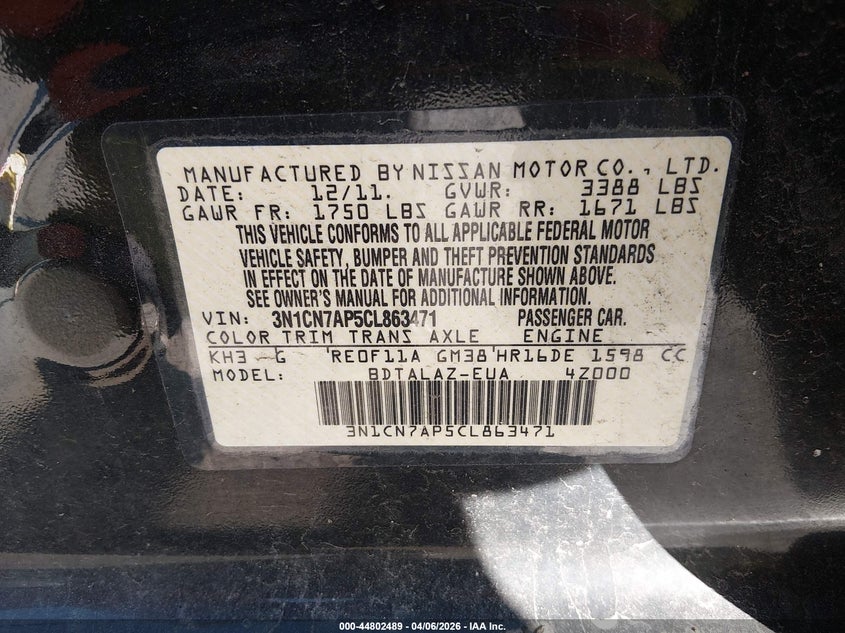 MANUFACTURED BY NISSAN MOTOR CO., LTD.
DATE: 12/11. GVWR: 3388 LBS
GAWR FR: 1750 LBS GAWR RR: 1671 LBS
THIS VEHICLE CONFORMS TO ALL APPLICABLE FEDERAL MOTOR
VEHICLE SAFETY, BUMPER AND THEFT PREVENTION STANDARDS
IN EFFECT ON THE DATE OF MANUFACTURE SHOWN ABOVE.
SEE OWNER'S MANUAL FOR ADDITIONAL INFORMATION.
VIN: 3N1CN7AP5CL863471 PASSENGER CAR.
COLOR TRIM TRANS AXLE ENGINE
KH3 G RE0F11A GM38 HR16DE 1598 CC
MODEL: BDTALAZ-EUA 4Z000
3N1CN7AP5CL863471
000-44802489 - 04/06/2026 - IAA Inc.